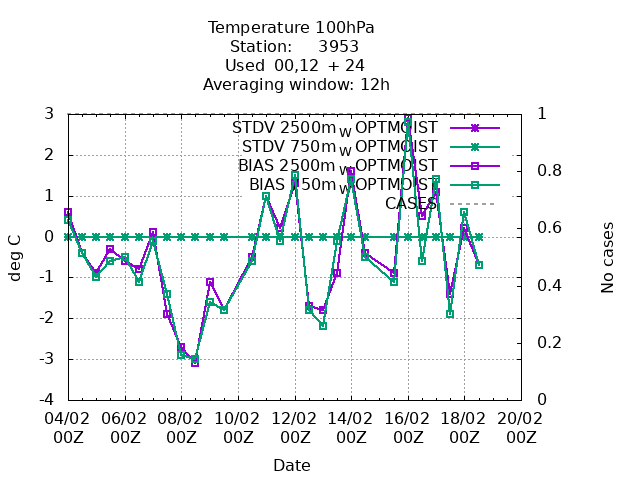 Temperature 100hPa
Station: 3953
Used 00,12 + 24
Averaging window: 12h
STDV 2500m_W OPTMOIST
STDV 750m_W OPTMOIST
BIAS 2500m_W OPTMOIST
BIAS 750m_W OPTMOIST
CASES
deg C
No cases
3
2
1
0
-1
-2
-3
-4
1
0.8
0.6
0.4
0.2
0
04/02 06/02 08/02 10/02 12/02 14/02 16/02 18/02 20/02
00Z 00Z 00Z 00Z 00Z 00Z 00Z 00Z 00Z
Date